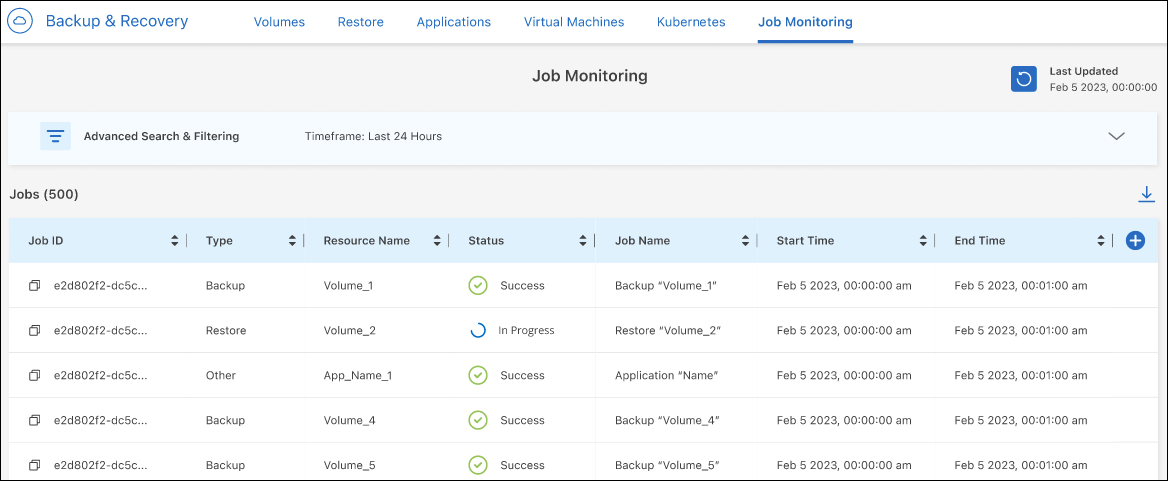 Backup & Recovery Volumes Restore Applications Virtual Machines Kubernetes Job Monitoring
Job Monitoring
Last Updated
Feb 5 2023, 00:00:00
Advanced Search & Filtering Timeframe: Last 24 Hours
Jobs (500)
Job ID Type Resource Name Status Job Name Start Time End Time
e2d802f2-dc5c... Backup Volume_1 Success Backup “Volume_1” Feb 5 2023, 00:00:00 am Feb 5 2023, 00:01:00 am
e2d802f2-dc5c... Restore Volume_2 In Progress Restore “Volume_2” Feb 5 2023, 00:00:00 am Feb 5 2023, 00:01:00 am
e2d802f2-dc5c... Other App_Name_1 Success Application “Name” Feb 5 2023, 00:00:00 am Feb 5 2023, 00:01:00 am
e2d802f2-dc5c... Backup Volume_4 Success Backup “Volume_4” Feb 5 2023, 00:00:00 am Feb 5 2023, 00:01:00 am
e2d802f2-dc5c... Backup Volume_5 Success Backup “Volume_5” Feb 5 2023, 00:00:00 am Feb 5 2023, 00:01:00 am